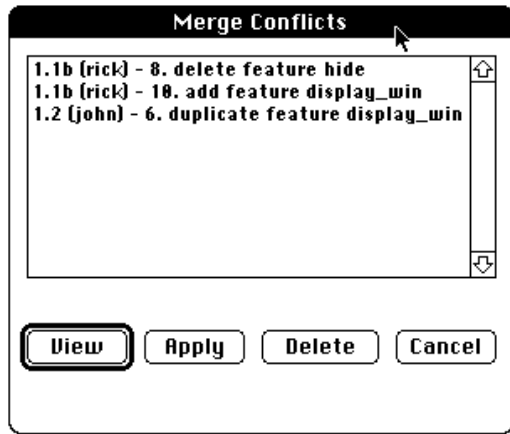 Merge Conflicts
1.1b (rick) - 8. delete feature hide
1.1b (rick) - 10. add feature display_win
1.2 (john) - 6. duplicate feature display_win
View Apply Delete Cancel